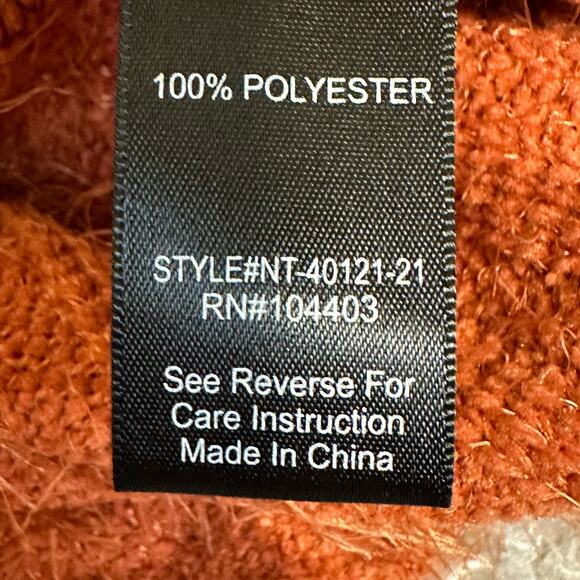 100% POLYESTER
STYLE#NT-40121-21
RN#104403
See Reverse For
Care Instruction
Made In China